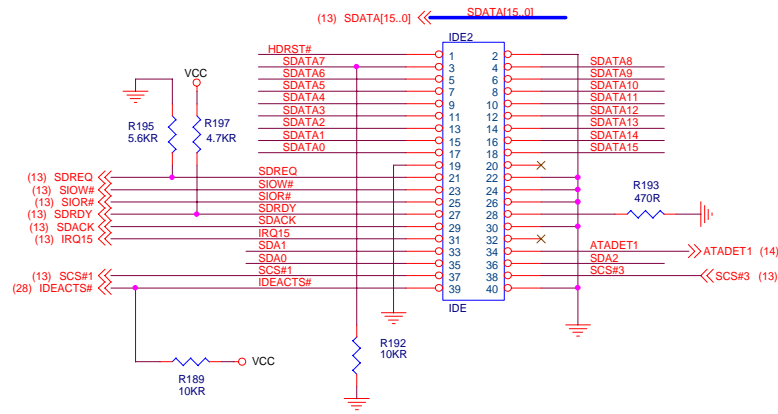 (13) SDATA[15..0] SDATA[15..0]
IDE2
HDRST# 1 2
SDATA7 3 4 SDATA8
SDATA6 5 6 SDATA9
SDATA5 7 8 SDATA10
SDATA4 9 10 SDATA11
SDATA3 11 12 SDATA12
SDATA2 13 14 SDATA13
SDATA1 15 16 SDATA14
SDATA0 17 18 SDATA15
19 20
VCC
R195 5.6KR
R197 4.7KR
(13) SDREQ SDREQ 21 22
(13) SIOW# SIOW# 23 24
(13) SIOR# SIOR# 25 26
(13) SDRDY SDRDY 27 28
R193
470R
(13) SDACK SDACK 29 30
(13) IRQ15 IRQ15 31 32
SDA1 33 34 ATADET1 ATADET1 (14)
SDA0 35 36 SDA2
(13) SCS#1 SCS#1 37 38 SCS#3 SCS#3 (13)
(28) IDEACTS# IDEACTS# 39 40
IDE
R189
10KR
VCC
R192
10KR